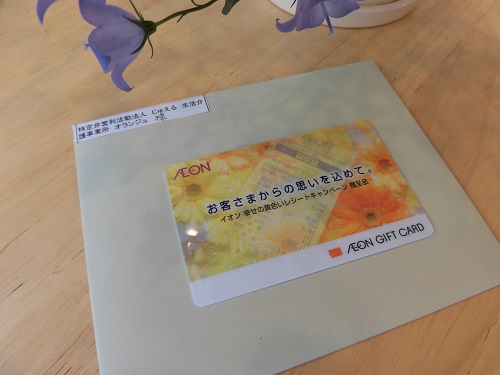 特定非営利活動法人 じゅえる 生活介
護事業所 オランジュ 様
ÆON
お客さまからの思いを込めて。
イオン 幸せの黄色いレシートキャンペーン 贈呈品
ÆON GIFT CARD